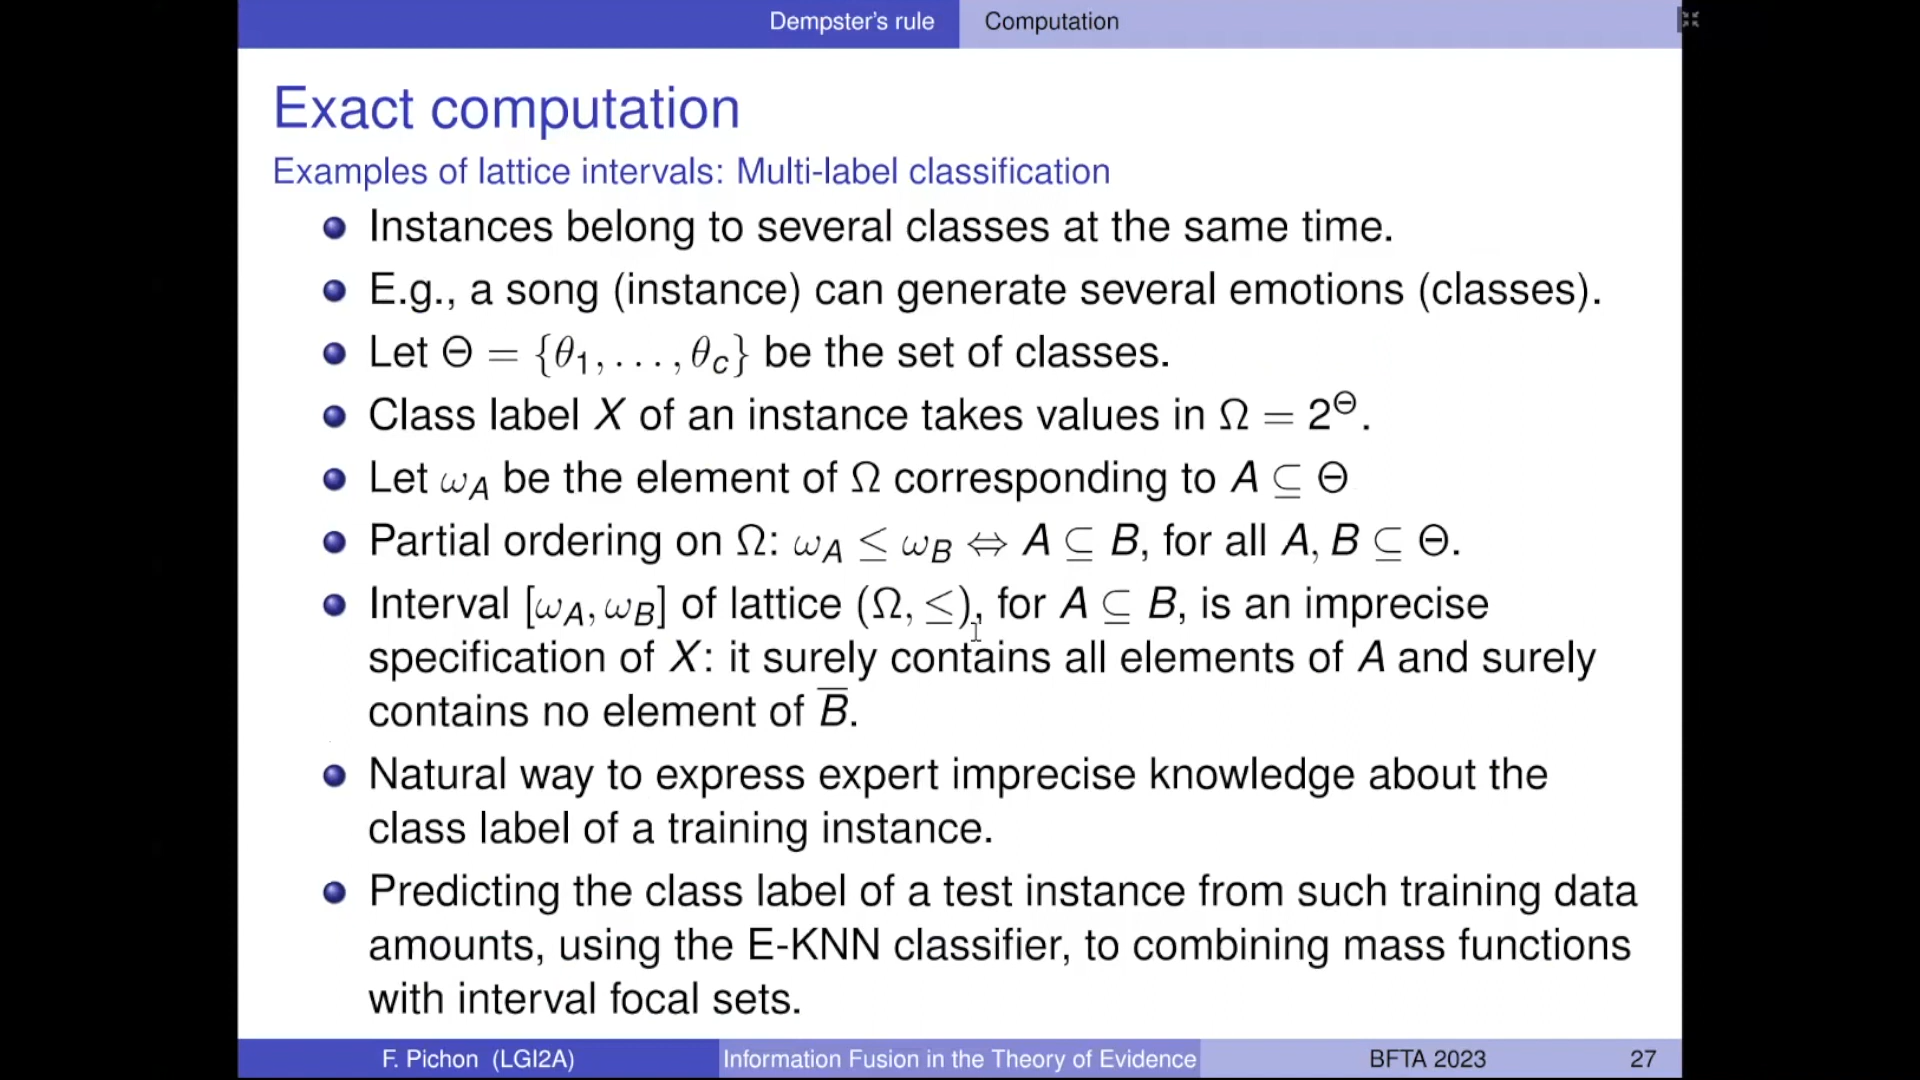 Dempster's rule Computation
Exact computation
Examples of lattice intervals: Multi-label classification
Instances belong to several classes at the same time.
E.g., a song (instance) can generate several emotions (classes).
Let Θ = {θ₁, . . . , θ_c} be the set of classes.
Class label X of an instance takes values in Ω = 2^Θ.
Let ω_A be the element of Ω corresponding to A ⊆ Θ
Partial ordering on Ω: ω_A ≤ ω_B ⇔ A ⊆ B, for all A, B ⊆ Θ.
Interval [ω_A, ω_B] of lattice (Ω, ≤), for A ⊆ B, is an imprecise
specification of X: it surely contains all elements of A and surely
contains no element of B̅.
Natural way to express expert imprecise knowledge about the
class label of a training instance.
Predicting the class label of a test instance from such training data
amounts, using the E-KNN classifier, to combining mass functions
with interval focal sets.
F. Pichon (LGI2A) Information Fusion in the Theory of Evidence BFTA 2023 27